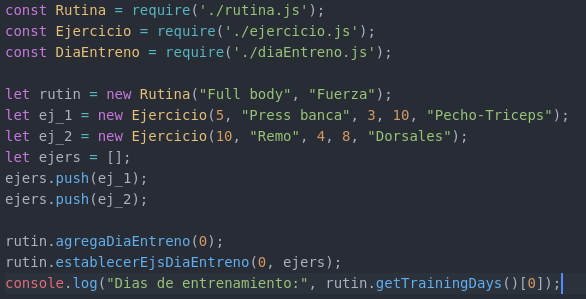 const Rutina = require('./rutina.js');
const Ejercicio = require('./ejercicio.js');
const DiaEntreno = require('./diaEntreno.js');
let rutin = new Rutina("Full body", "Fuerza");
let ej_1 = new Ejercicio(5, "Press banca", 3, 10, "Pecho-Triceps");
let ej_2 = new Ejercicio(10, "Remo", 4, 8, "Dorsales");
let ejers = [];
ejers.push(ej_1);
ejers.push(ej_2);
rutin.agregaDiaEntreno(0);
rutin.establecerEjsDiaEntreno(0, ejers);
console.log("Dias de entrenamiento:", rutin.getTrainingDays()[0]);